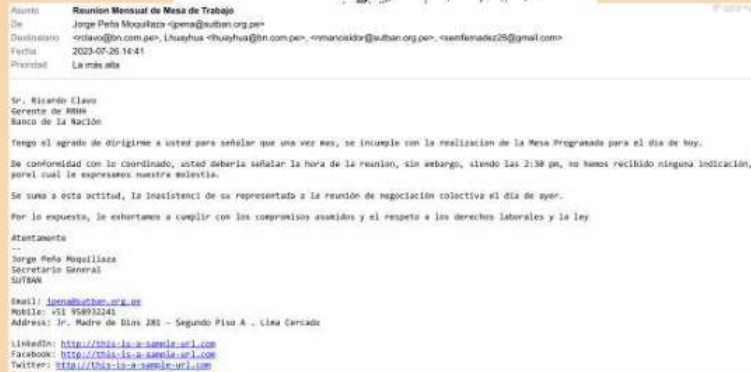 Asunto Reunion Mensual de Mesa de Trabajo
De Jorge Peña Moquillaza <jpena@sutban.org.pe>
Destinatario <rclavo@bn.com.pe>, Lhuayhua <lhuayhua@bn.com.pe>, <rmancisidor@sutban.org.pe>, <semfernadez28@gmail.com>
Fecha 2023-07-26 14:41
Prioridad La más alta
Sr. Ricardo Clavo
Gerente de RRHH
Banco de la Nación
Tengo el agrado de dirigirme a usted para señalar que una vez mas, se incumple con la realizacion de la Mesa Programada para el dia de hoy.
De conformidad con lo coordinado, usted deberia señalar la hora de la reunion, sin embargo, siendo las 2:30 pm, no hemos recibido ninguna indicación,
porel cual le expresamos nuestra molestia.
Se suma a esta actitud, la inasistenci de su representada a la reunión de negociación colectiva el dia de ayer.
Por lo expuesto, le exhortamos a cumplir con los compromisos asumidos y el respeto a los derechos laborales y la ley
Atentamente
--
Jorge Peña Moquillaza
Secretario General
SUTBAN
Email: jpena@sutban.org.pe
Mobile: +51 958932241
Address: Jr. Madre de Dios 281 - Segundo Piso A . Lima Cercado
LinkedIn: http://this-is-a-sample-url.com
Facebook: http://this-is-a-sample-url.com
Twitter: http://this-is-a-sample-url.com